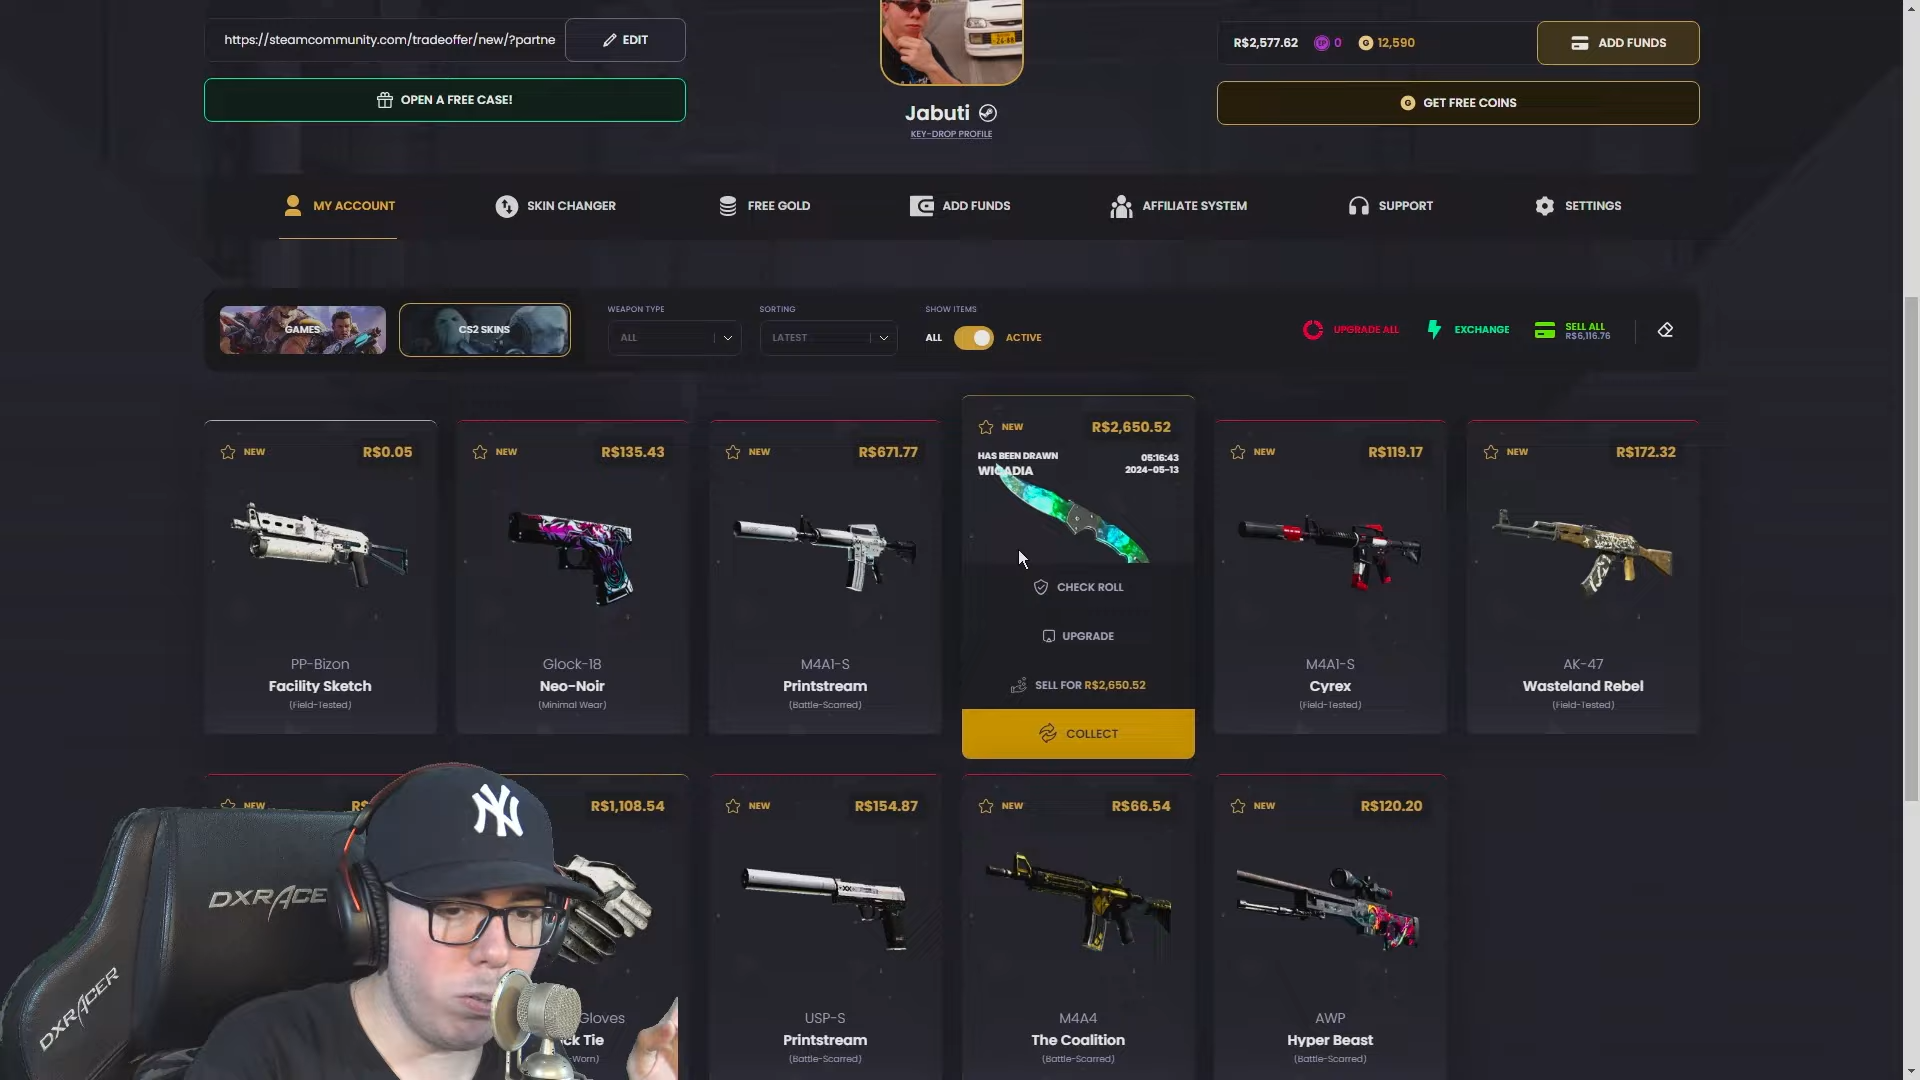 https://steamcommunity.com/tradeoffer/new/?partne
EDIT
OPEN A FREE CASE!
Jabuti
KEY-DROP PROFILE
R$2,577.62
0
12,590
ADD FUNDS
GET FREE COINS
MY ACCOUNT
SKIN CHANGER
FREE GOLD
ADD FUNDS
AFFILIATE SYSTEM
SUPPORT
SETTINGS
GAMES
CS2 SKINS
WEAPON TYPE
ALL
SORTING
LATEST
SHOW ITEMS
ALL
ACTIVE
UPGRADE ALL
EXCHANGE
SELL ALL
R$6,116.76
NEW
R$0.05
PP-Bizon
Facility Sketch
(Field-Tested)
NEW
R$135.43
Glock-18
Neo-Noir
(Minimal Wear)
NEW
R$671.77
M4A1-S
Printstream
(Battle-Scarred)
NEW
R$2,650.52
HAS BEEN DRAWN
WIGADIA
05:16:43
2024-05-13
CHECK ROLL
UPGRADE
SELL FOR R$2,650.52
COLLECT
NEW
R$119.17
M4A1-S
Cyrex
(Field-Tested)
NEW
R$172.32
AK-47
Wasteland Rebel
(Field-Tested)
NEW
R$
R$1,108.54
Gloves
ck Tie
-Worn)
NEW
R$154.87
USP-S
Printstream
(Battle-Scarred)
NEW
R$66.54
M4A4
The Coalition
(Battle-Scarred)
NEW
R$120.20
AWP
Hyper Beast
(Battle-Scarred)
NY
DXRACE
DXRACER